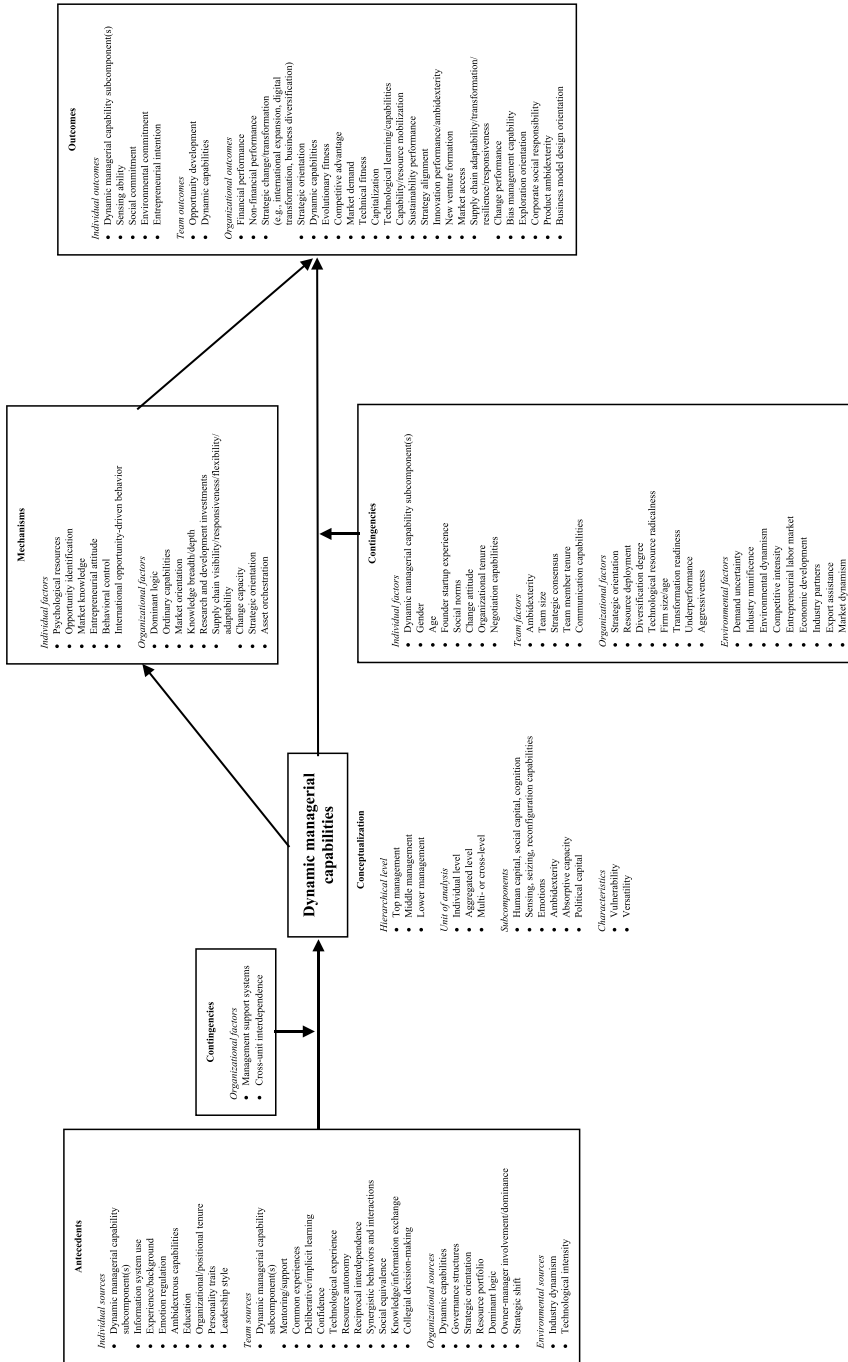 Antecedents
Individual sources
• Dynamic managerial capability
subcomponent(s)
• Information system use
• Experience/background
• Emotion regulation
• Ambidextrous capabilities
• Education
• Organizational/positional tenure
• Personality traits
• Leadership style
Team sources
• Dynamic managerial capability
subcomponent(s)
• Mentoring/support
• Common experiences
• Deliberative/implicit learning
• Confidence
• Technological experience
• Resource autonomy
• Reciprocal interdependence
• Synergistic behaviors and interactions
• Social equivalence
• Knowledge/information exchange
• Collegial decision-making
Organizational sources
• Dynamic capabilities
• Governance structures
• Strategic orientation
• Resource portfolio
• Dominant logic
• Owner-manager involvement/dominance
• Strategic shift
Environmental sources
• Industry dynamism
• Technological intensity
Contingencies
Organizational factors
• Management support systems
• Cross-unit interdependence
Dynamic managerial
capabilities
Conceptualization
Hierarchical level
• Top management
• Middle management
• Lower management
Unit of analysis
• Individual level
• Aggregated level
• Multi- or cross-level
Subcomponents
• Human capital, social capital, cognition
• Sensing, seizing, reconfiguration capabilities
• Emotions
• Ambidexterity
• Absorptive capacity
• Political capital
Characteristics
• Vulnerability
• Versatility
Mechanisms
Individual factors
• Psychological resources
• Opportunity identification
• Market knowledge
• Entrepreneurial attitude
• Behavioral control
• International opportunity-driven behavior
Organizational factors
• Dominant logic
• Ordinary capabilities
• Market orientation
• Knowledge breadth/depth
• Research and development investments
• Supply chain visibility/responsiveness/flexibility/
adaptability
• Change capacity
• Strategic orientation
• Asset orchestration
Contingencies
Individual factors
• Dynamic managerial capability subcomponent(s)
• Gender
• Age
• Founder startup experience
• Social norms
• Change attitude
• Organizational tenure
• Negotiation capabilities
Team factors
• Ambidexterity
• Team size
• Strategic consensus
• Team member tenure
• Communication capabilities
Organizational factors
• Strategic orientation
• Resource deployment
• Diversification degree
• Technological resource radicalness
• Firm size/age
• Transformation readiness
• Underperformance
• Aggressiveness
Environmental factors
• Demand uncertainty
• Industry munificence
• Environmental dynamism
• Competitive intensity
• Entrepreneurial labor market
• Economic development
• Industry partners
• Export assistance
• Market dynamism
Outcomes
Individual outcomes
• Dynamic managerial capability subcomponent(s)
• Sensing ability
• Social commitment
• Environmental commitment
• Entrepreneurial intention
Team outcomes
• Opportunity development
• Dynamic capabilities
Organizational outcomes
• Financial performance
• Non-financial performance
• Strategic change/transformation
(e.g., international expansion, digital
transformation, business diversification)
• Strategic orientation
• Dynamic capabilities
• Evolutionary fitness
• Competitive advantage
• Market demand
• Technical fitness
• Capitalization
• Technological learning/capabilities
• Capability/resource mobilization
• Sustainability performance
• Strategy alignment
• Innovation performance/ambidexterity
• New venture formation
• Market access
• Supply chain adaptability/transformation/
resilience/responsiveness
• Change performance
• Bias management capability
• Exploration orientation
• Corporate social responsibility
• Product ambidexterity
• Business model design orientation